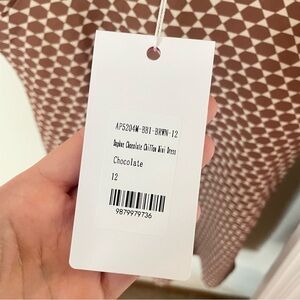 AP5204M-BB1-BRWN-12
Daphne Chocolate Chiffon Mini Dress
Chocolate
12
9879979736